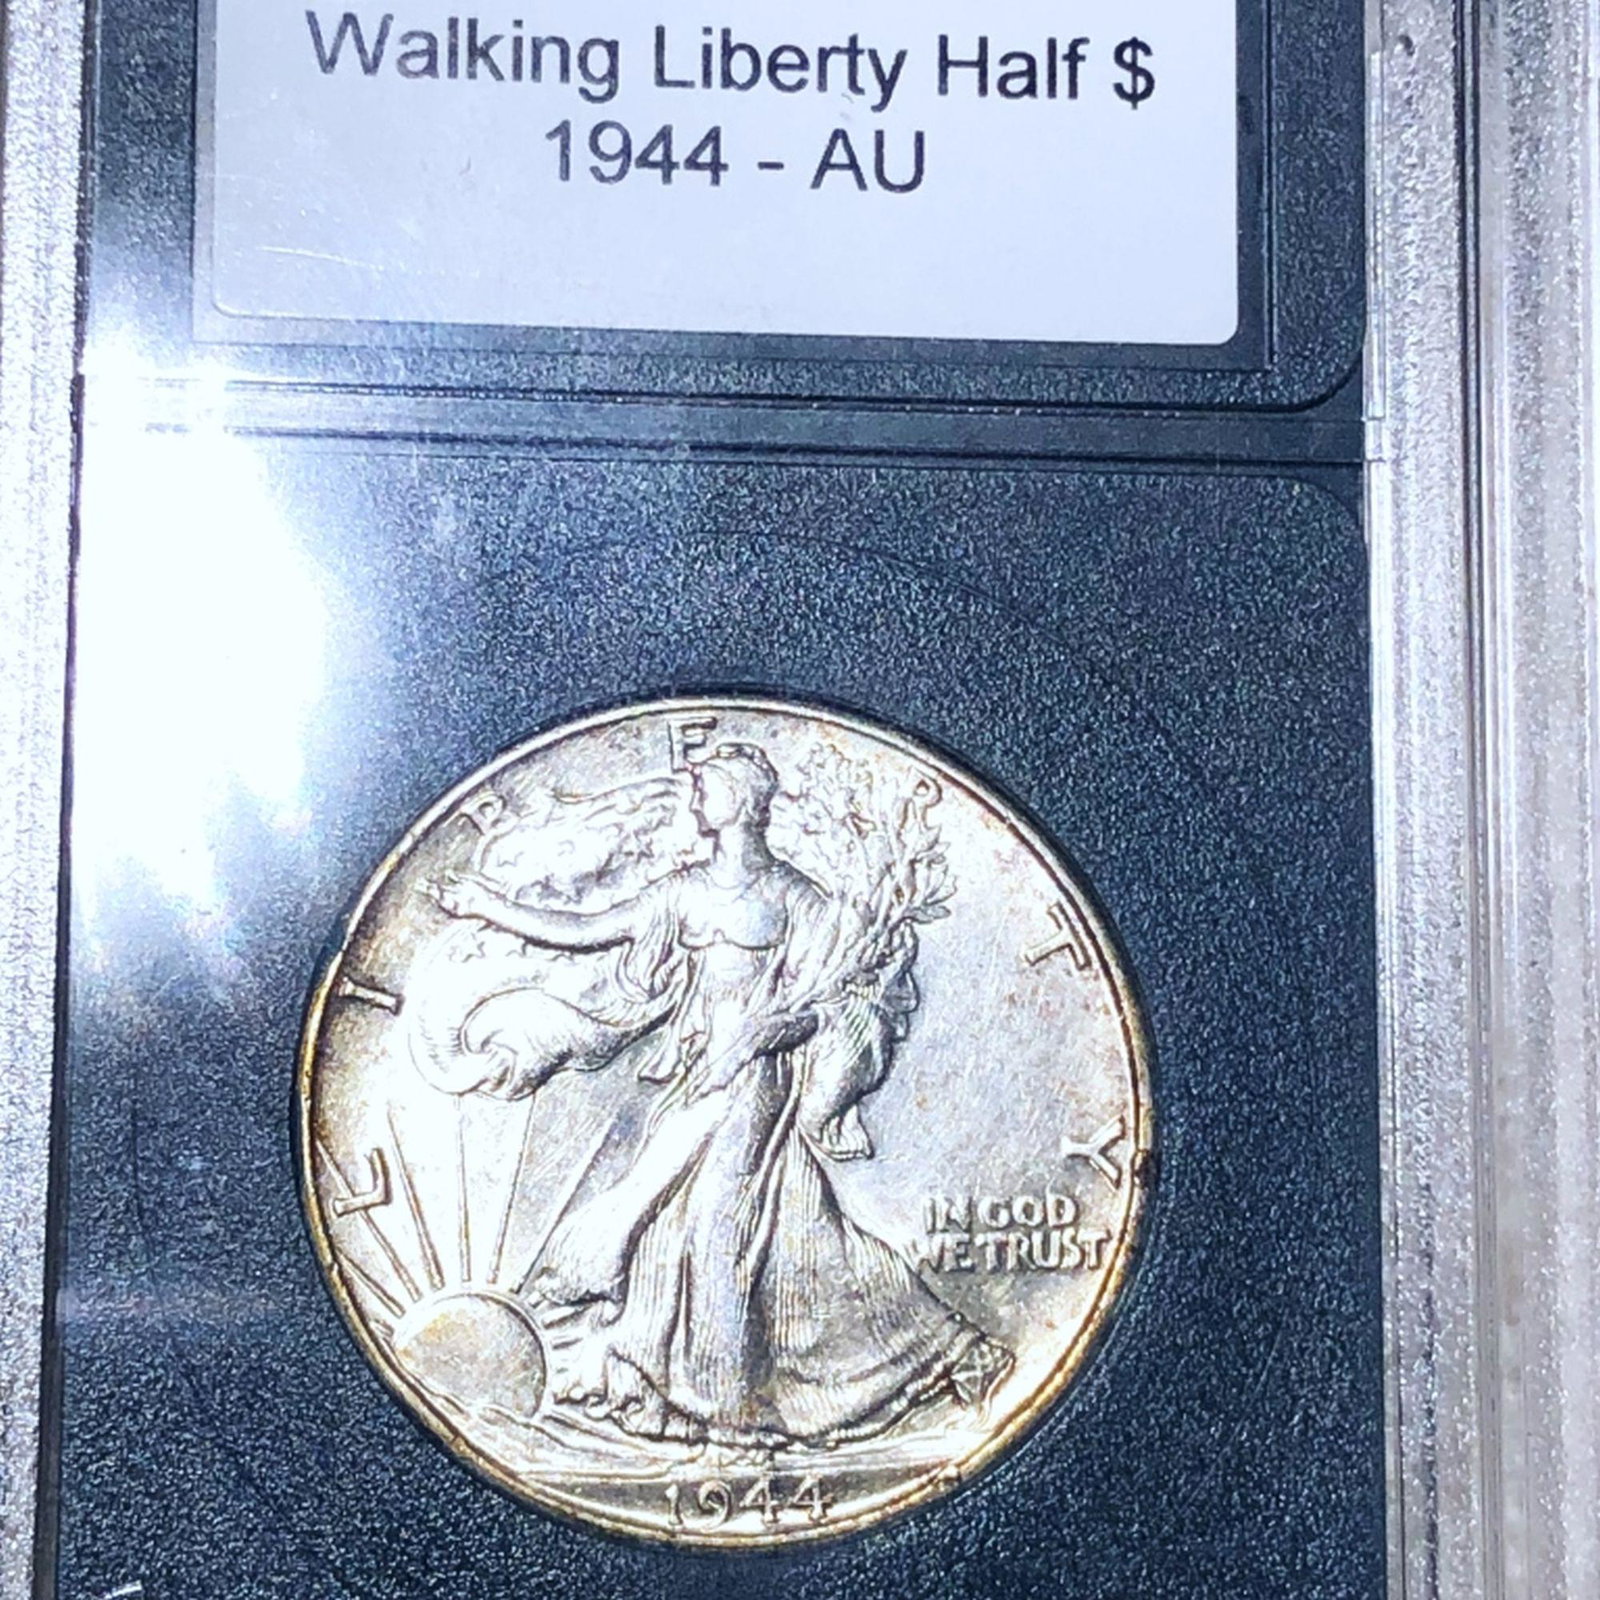 Walking Liberty Half $
1944 - AU
LIBERTY
IN GOD
WE TRUST
1944